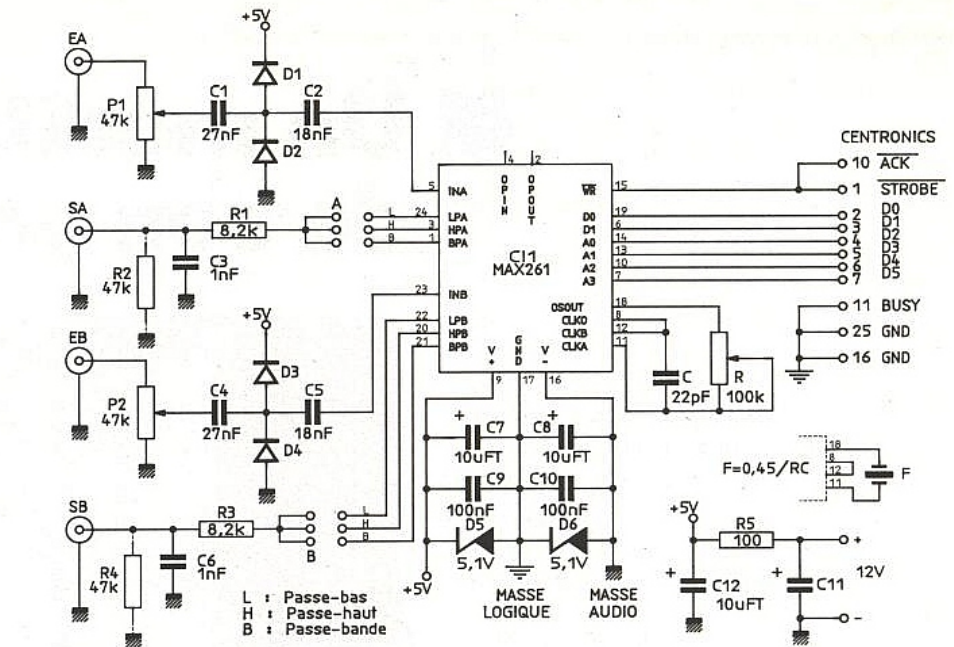 EA
P1
47k
C1
27nF
+5V
D1
D2
C2
18nF
SA
R1
8,2k
R2
47k
C3
1nF
A
L
H
B
EB
P2
47k
C4
27nF
+5V
D3
D4
C5
18nF
SB
R3
8,2k
R4
47k
C6
1nF
B
L
H
B
L : Passe-bas
H : Passe-haut
B : Passe-bande
4
2
OPIN
OPOUT
5 INA
24 LPA
3 HPA
1 BPA
23 INB
22 LPB
20 HPB
21 BPB
CI1
MAX261
WR 15
D0 19
D1 6
A0 14
A1 13
A2 10
A3 7
OSOUT 18
CLKO 8
CLKB 12
CLKA 11
V+
GND
V-
9
17
16
CENTRONICS
10 ACK
1 STROBE
2 D0
3 D1
4 D2
5 D3
6 D4
7 D5
11 BUSY
25 GND
16 GND
C
22pF
R
100k
+
C7
10uFT
+
C8
10uFT
C9
100nF
C10
100nF
D5
5,1V
D6
5,1V
+5V
MASSE
LOGIQUE
MASSE
AUDIO
F=0,45/RC
18
8
12
11
F
+5V
R5
100
+
C12
10uFT
+
C11
+
12V
-